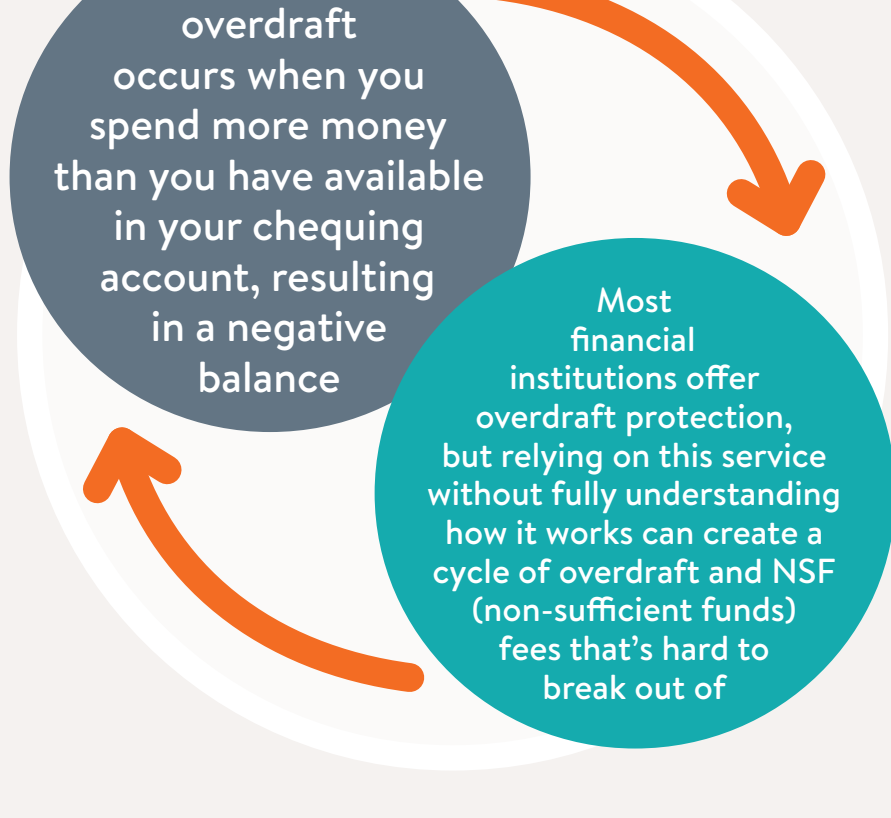 overdraft
occurs when you
spend more money
than you have available
in your chequing
account, resulting
in a negative
balance
Most
financial
institutions offer
overdraft protection,
but relying on this service
without fully understanding
how it works can create a
cycle of overdraft and NSF
(non-sufficient funds)
fees that’s hard to
break out of